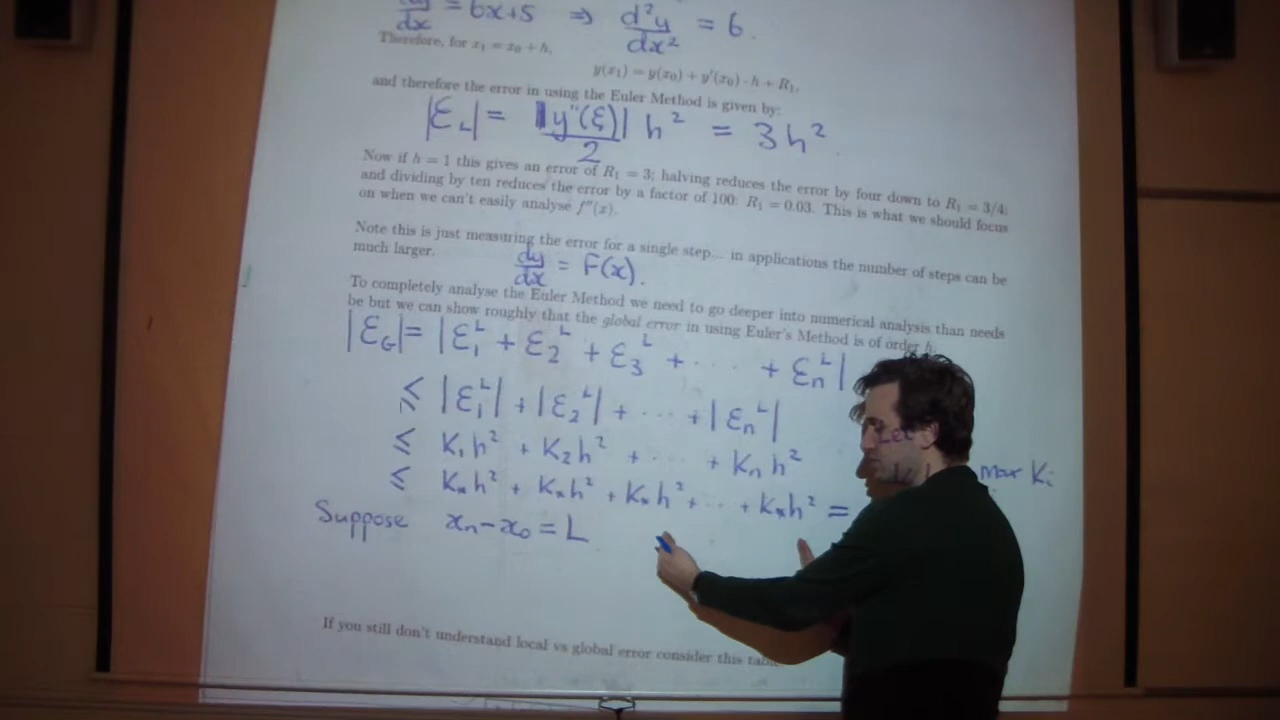 dy/dx = 6x+5 ⇒ d²y/dx² = 6.
Therefore, for x₁ = x₀ + h,
y(x₁) = y(x₀) + y′(x₀) · h + R₁,
and therefore the error in using the Euler Method is given by:
|ε_L| = |y″(ξ)|/2 h² = 3h².
Now if h = 1 this gives an error of R₁ = 3; halving reduces the error by four down to R₁ = 3/4;
and dividing by ten reduces the error by a factor of 100: R₁ = 0.03. This is what we should focus
on when we can't easily analyse f″(x).
Note this is just measuring the error for a single step... in applications the number of steps can be
much larger.
dy/dx = F(x).
To completely analyse the Euler Method we need to go deeper into numerical analysis than needs
be but we can show roughly that the global error in using Euler's Method is of order h.
|ε_G| = |ε₁ᴸ + ε₂ᴸ + ε₃ᴸ + ··· + εₙᴸ|
≤ |ε₁ᴸ| + |ε₂ᴸ| + ··· + |εₙᴸ|
Let
≤ K₁h² + K₂h² + ··· + Kₙh²
max Kᵢ
≤ K*h² + K*h² + K*h² + ··· + K*h² =
Suppose xₙ − x₀ = L
If you still don't understand local vs global error consider this